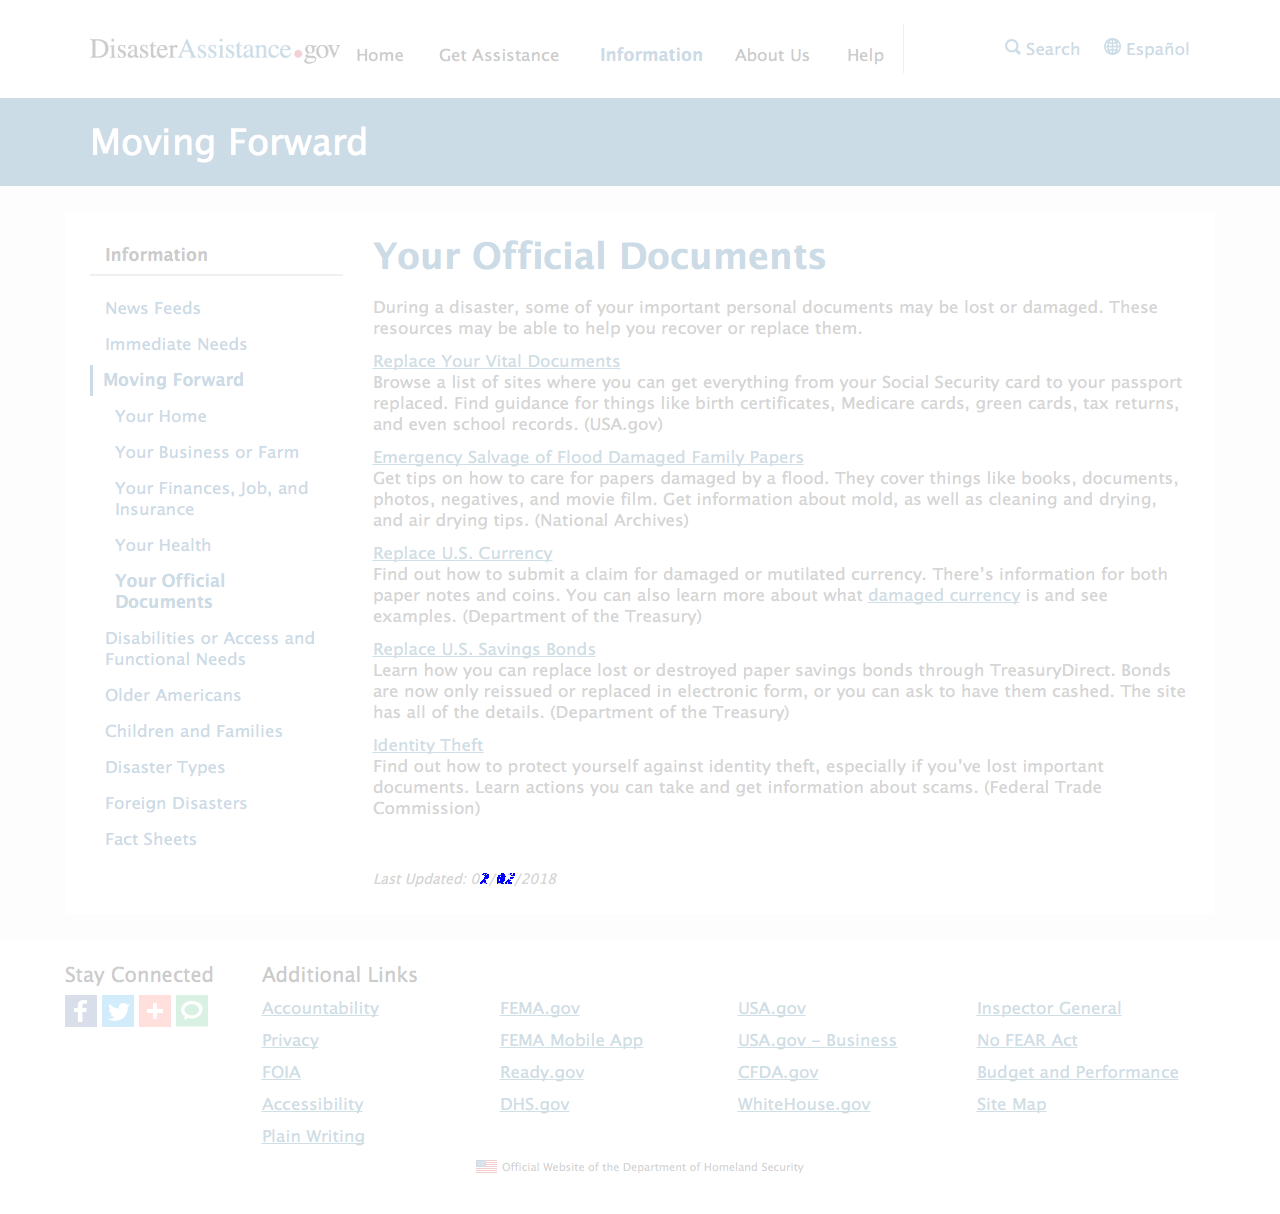 DisasterAssistance.gov
Home Get Assistance Information About Us Help
Search Español
Moving Forward
Information
News Feeds
Immediate Needs
Moving Forward
Your Home
Your Business or Farm
Your Finances, Job, and
Insurance
Your Health
Your Official
Documents
Disabilities or Access and
Functional Needs
Older Americans
Children and Families
Disaster Types
Foreign Disasters
Fact Sheets
Your Official Documents
During a disaster, some of your important personal documents may be lost or damaged. These
resources may be able to help you recover or replace them.
Replace Your Vital Documents
Browse a list of sites where you can get everything from your Social Security card to your passport
replaced. Find guidance for things like birth certificates, Medicare cards, green cards, tax returns,
and even school records. (USA.gov)
Emergency Salvage of Flood Damaged Family Papers
Get tips on how to care for papers damaged by a flood. They cover things like books, documents,
photos, negatives, and movie film. Get information about mold, as well as cleaning and drying,
and air drying tips. (National Archives)
Replace U.S. Currency
Find out how to submit a claim for damaged or mutilated currency. There’s information for both
paper notes and coins. You can also learn more about what damaged currency is and see
examples. (Department of the Treasury)
Replace U.S. Savings Bonds
Learn how you can replace lost or destroyed paper savings bonds through TreasuryDirect. Bonds
are now only reissued or replaced in electronic form, or you can ask to have them cashed. The site
has all of the details. (Department of the Treasury)
Identity Theft
Find out how to protect yourself against identity theft, especially if you've lost important
documents. Learn actions you can take and get information about scams. (Federal Trade
Commission)
Last Updated:
Stay Connected
Additional Links
Accountability FEMA.gov USA.gov Inspector General
Privacy FEMA Mobile App USA.gov - Business No FEAR Act
FOIA Ready.gov CFDA.gov Budget and Performance
Accessibility DHS.gov WhiteHouse.gov Site Map
Plain Writing
Official Website of the Department of Homeland Security